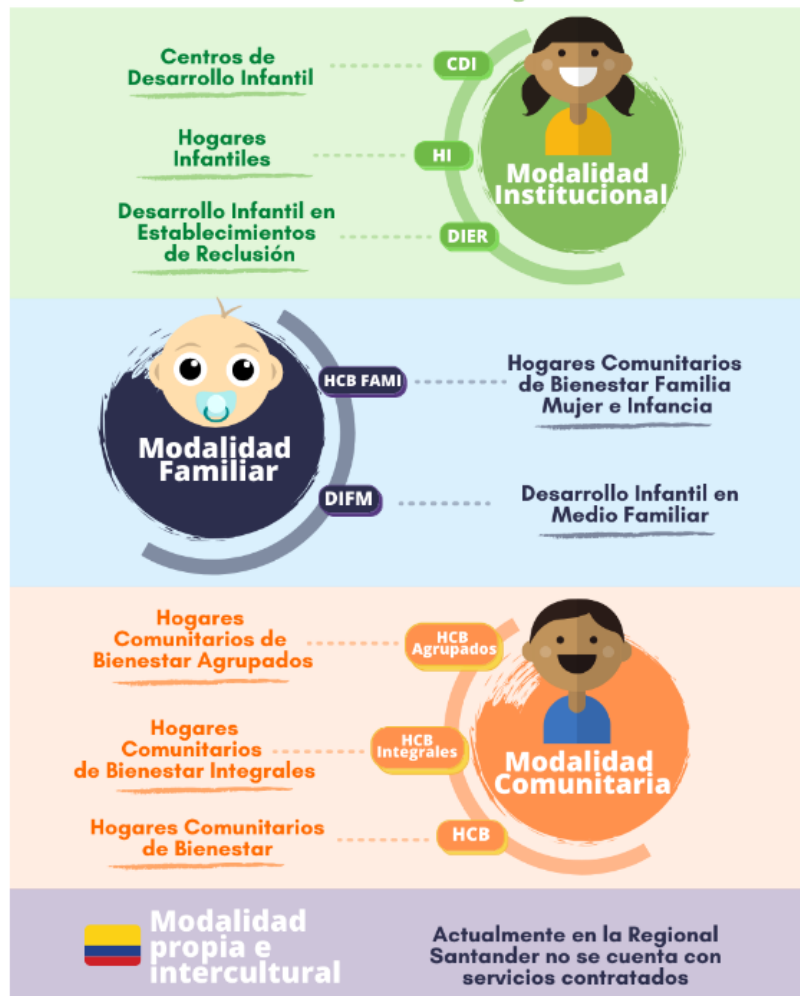 Centros de
Desarrollo Infantil
CDI
Hogares
Infantiles
HI
Modalidad
Institucional
Desarrollo Infantil en
Establecimientos
de Reclusión
DIER
Modalidad
Familiar
HCB FAMI
Hogares Comunitarios
de Bienestar Familia
Mujer e Infancia
DIFM
Desarrollo Infantil en
Medio Familiar
Hogares
Comunitarios de
Bienestar Agrupados
HCB
Agrupados
Hogares
Comunitarios
de Bienestar Integrales
HCB
Integrales
Modalidad
Comunitaria
Hogares Comunitarios
de Bienestar
HCB
Modalidad
propia e
intercultural
Actualmente en la Regional
Santander no se cuenta con
servicios contratados